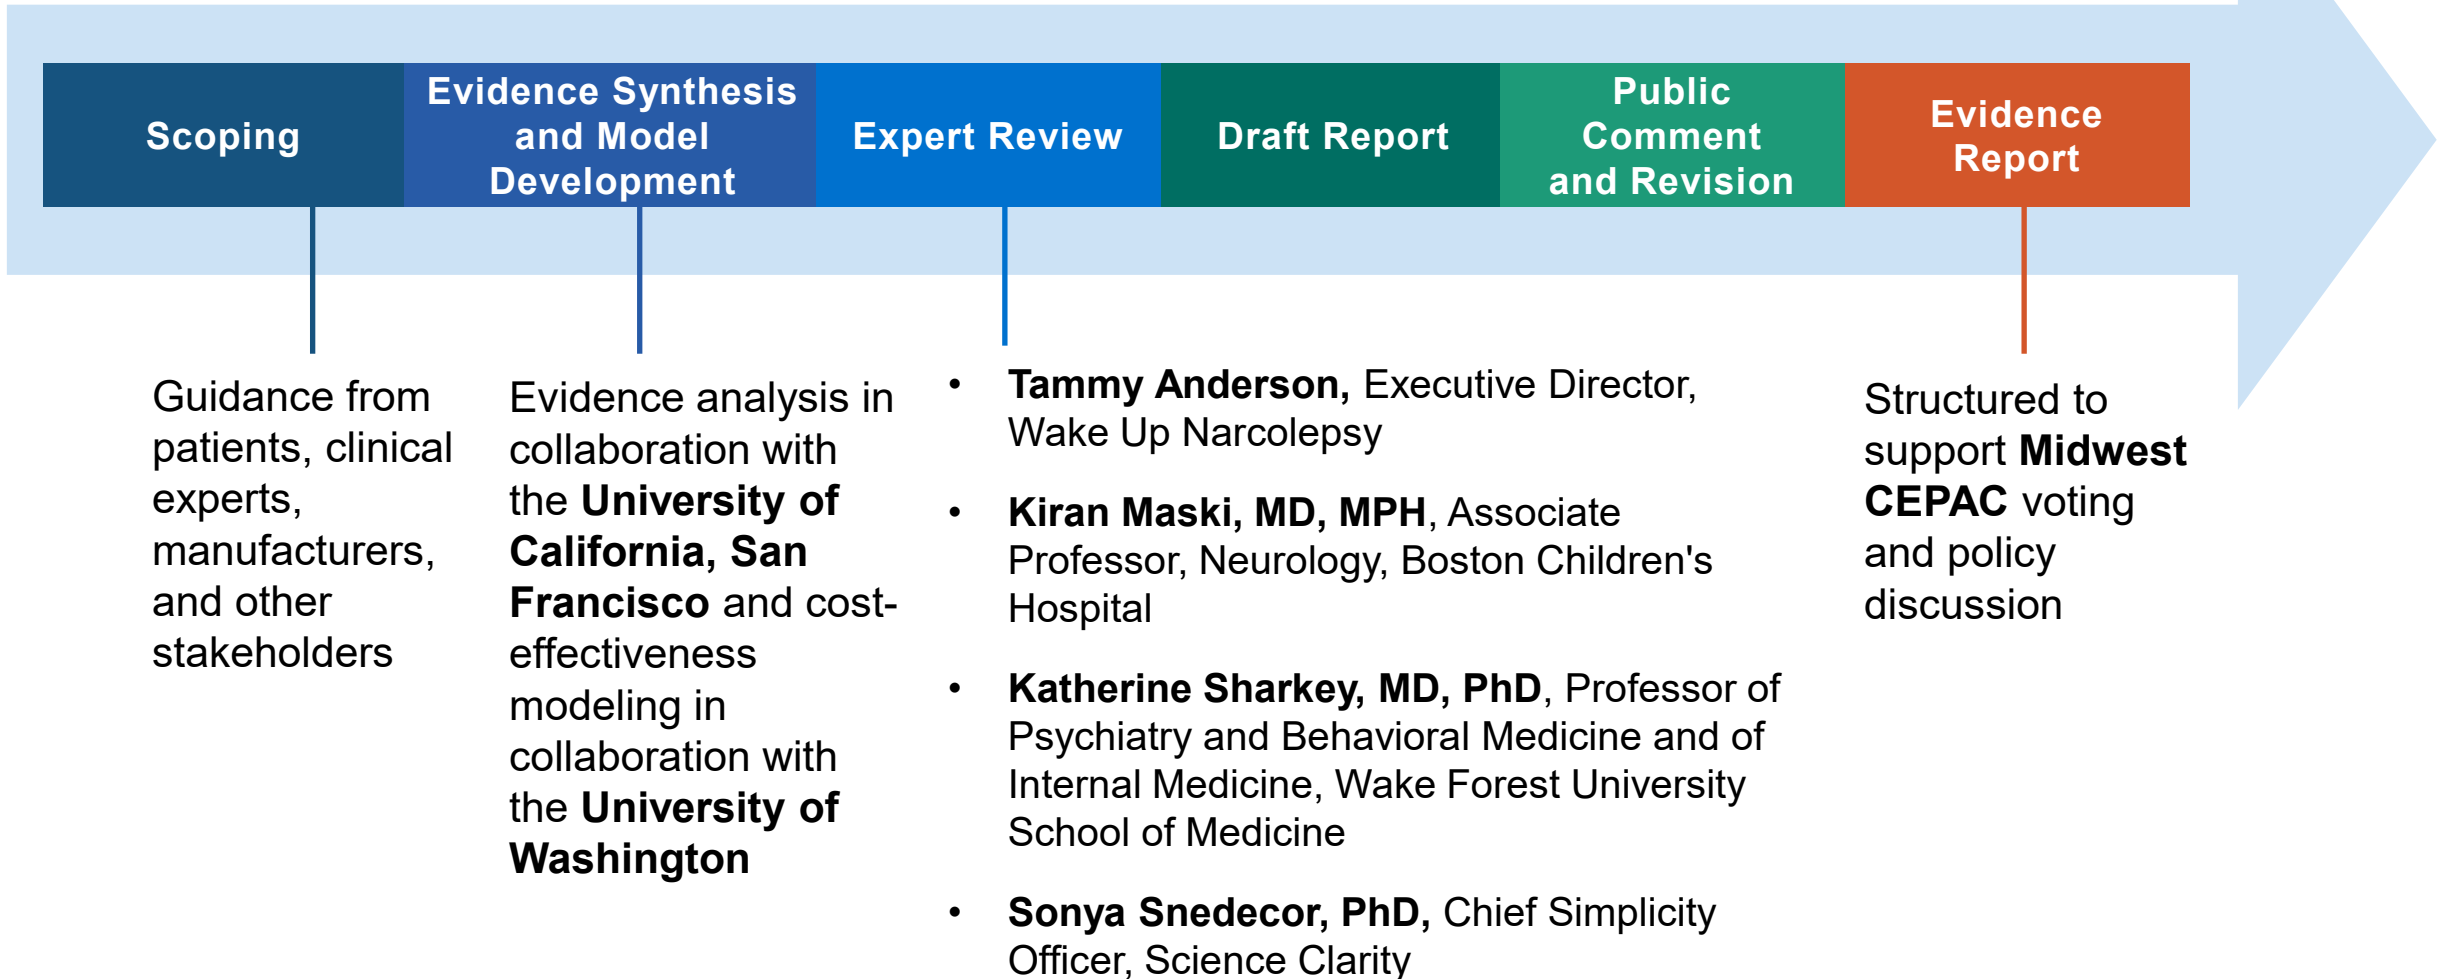 Scoping
Evidence Synthesis
and Model
Development
Expert Review
Draft Report
Public
Comment
and Revision
Evidence
Report
Guidance from
patients, clinical
experts,
manufacturers,
and other
stakeholders
Evidence analysis in
collaboration with
the University of
California, San
Francisco and cost-
effectiveness
modeling in
collaboration with
the University of
Washington
• Tammy Anderson, Executive Director,
Wake Up Narcolepsy
• Kiran Maski, MD, MPH, Associate
Professor, Neurology, Boston Children's
Hospital
• Katherine Sharkey, MD, PhD, Professor of
Psychiatry and Behavioral Medicine and of
Internal Medicine, Wake Forest University
School of Medicine
• Sonya Snedecor, PhD, Chief Simplicity
Officer, Science Clarity
Structured to
support Midwest
CEPAC voting
and policy
discussion